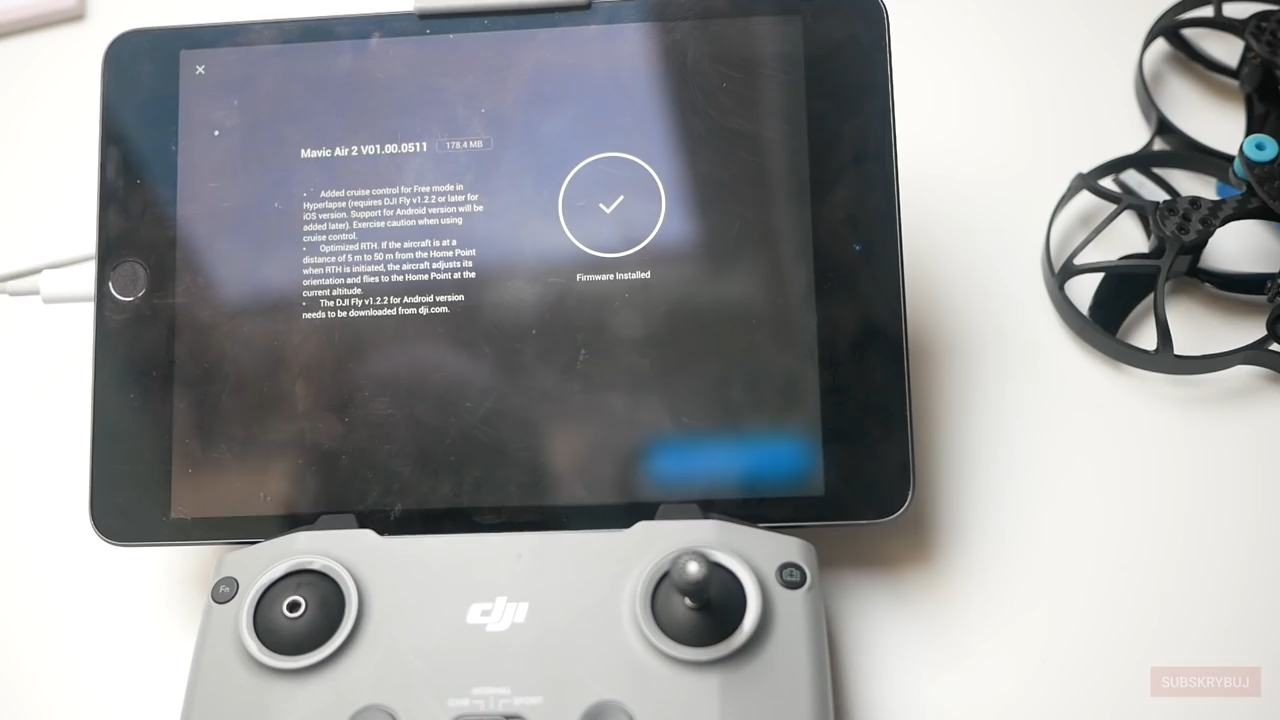 ×
Mavic Air 2 V01.00.0511 178.4 MB
• Added cruise control for Free mode in
Hyperlapse (requires DJI Fly v1.2.2 or later for
iOS version. Support for Android version will be
added later). Exercise caution when using
cruise control.
• Optimized RTH. If the aircraft is at a
distance of 5 m to 50 m from the Home Point
when RTH is initiated, the aircraft adjusts its
orientation and flies to the Home Point at the
current altitude.
• The DJI Fly v1.2.2 for Android version
needs to be downloaded from dji.com.
Firmware Installed
Fn
dji
NORMAL
CINE SPORT
SUBSKRYBUJ